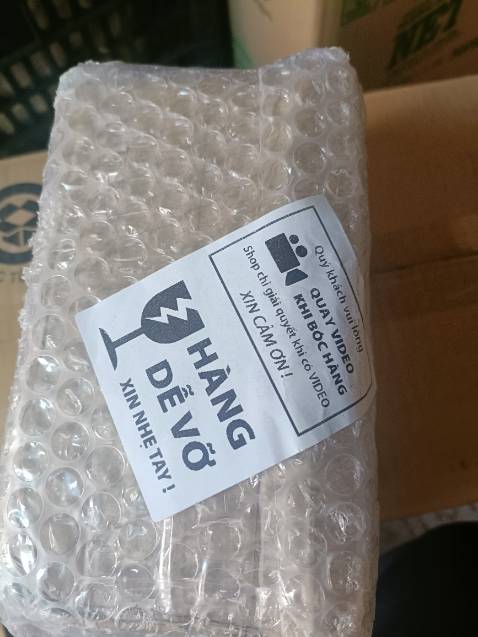 HÀNG
DỄ VỠ
XIN NHẸ TAY !
Quý khách vui lòng
QUAY VIDEO
KHI BÓC HÀNG
Shop chỉ giải quyết khi có VIDEO
XIN CẢM ƠN !